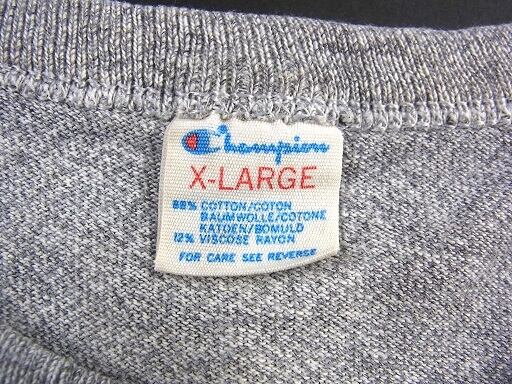 Champion
X-LARGE
88% COTTON/COTON
BAUMWOLLE/COTONE
KATOEN/BOMULD
12% VISCOSE RAYON
FOR CARE SEE REVERSE